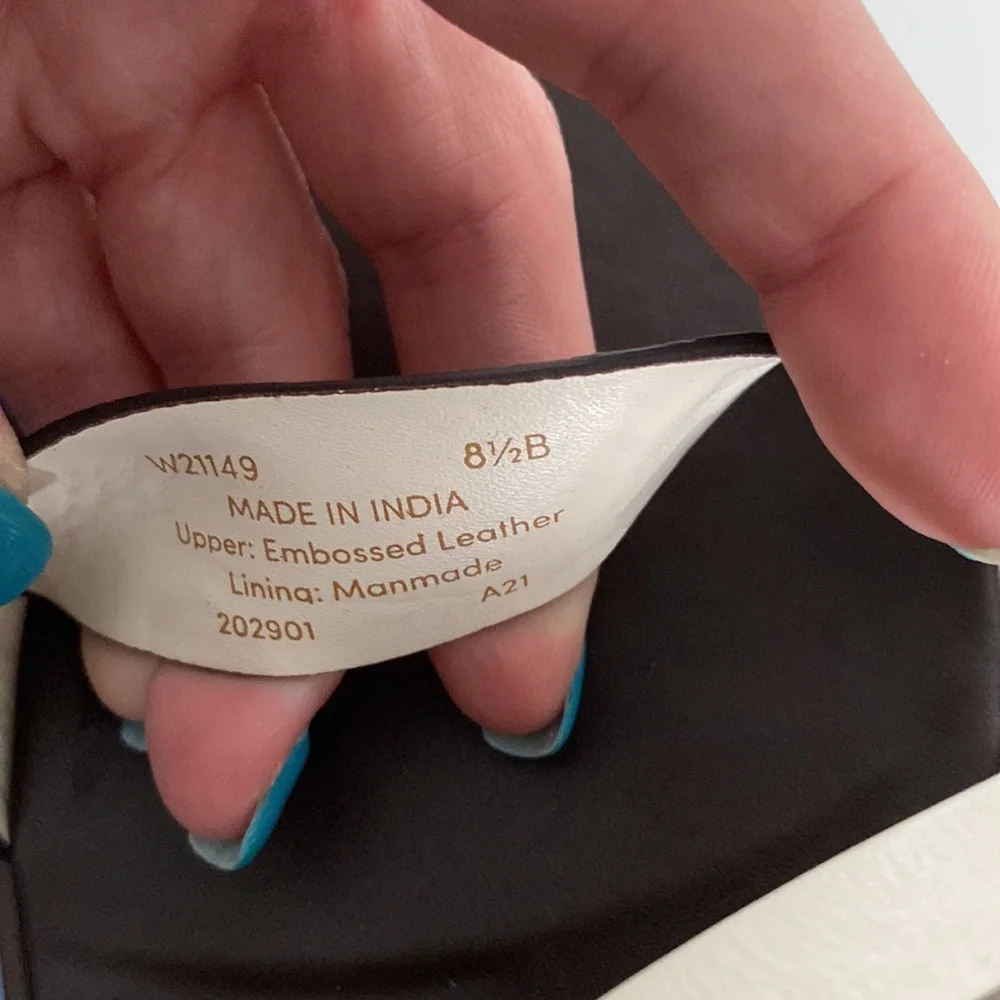 W21149 8½B
MADE IN INDIA
Upper: Embossed Leather
Lining: Manmade
202901 A21